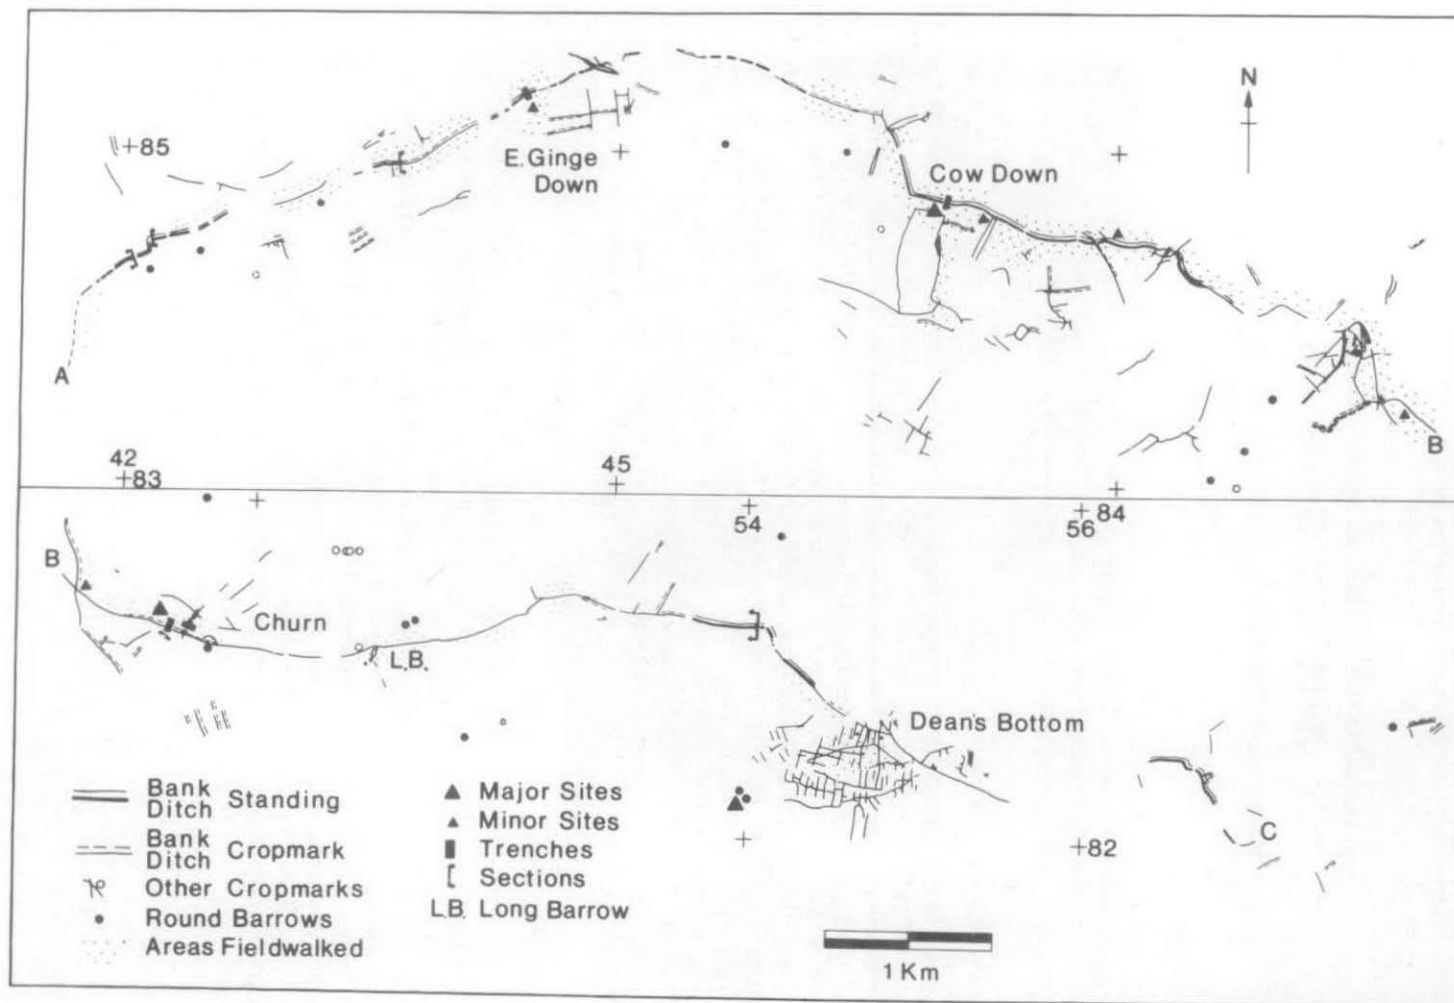 N
85
E. Ginge
Down
Cow Down
A
B
42
83
45
54
56
84
B
Churn
L.B.
Dean's Bottom
C
82
Bank
Ditch Standing
Bank
Ditch Cropmark
Other Cropmarks
Round Barrows
Areas Fieldwalked
Major Sites
Minor Sites
Trenches
Sections
L.B. Long Barrow
1 Km